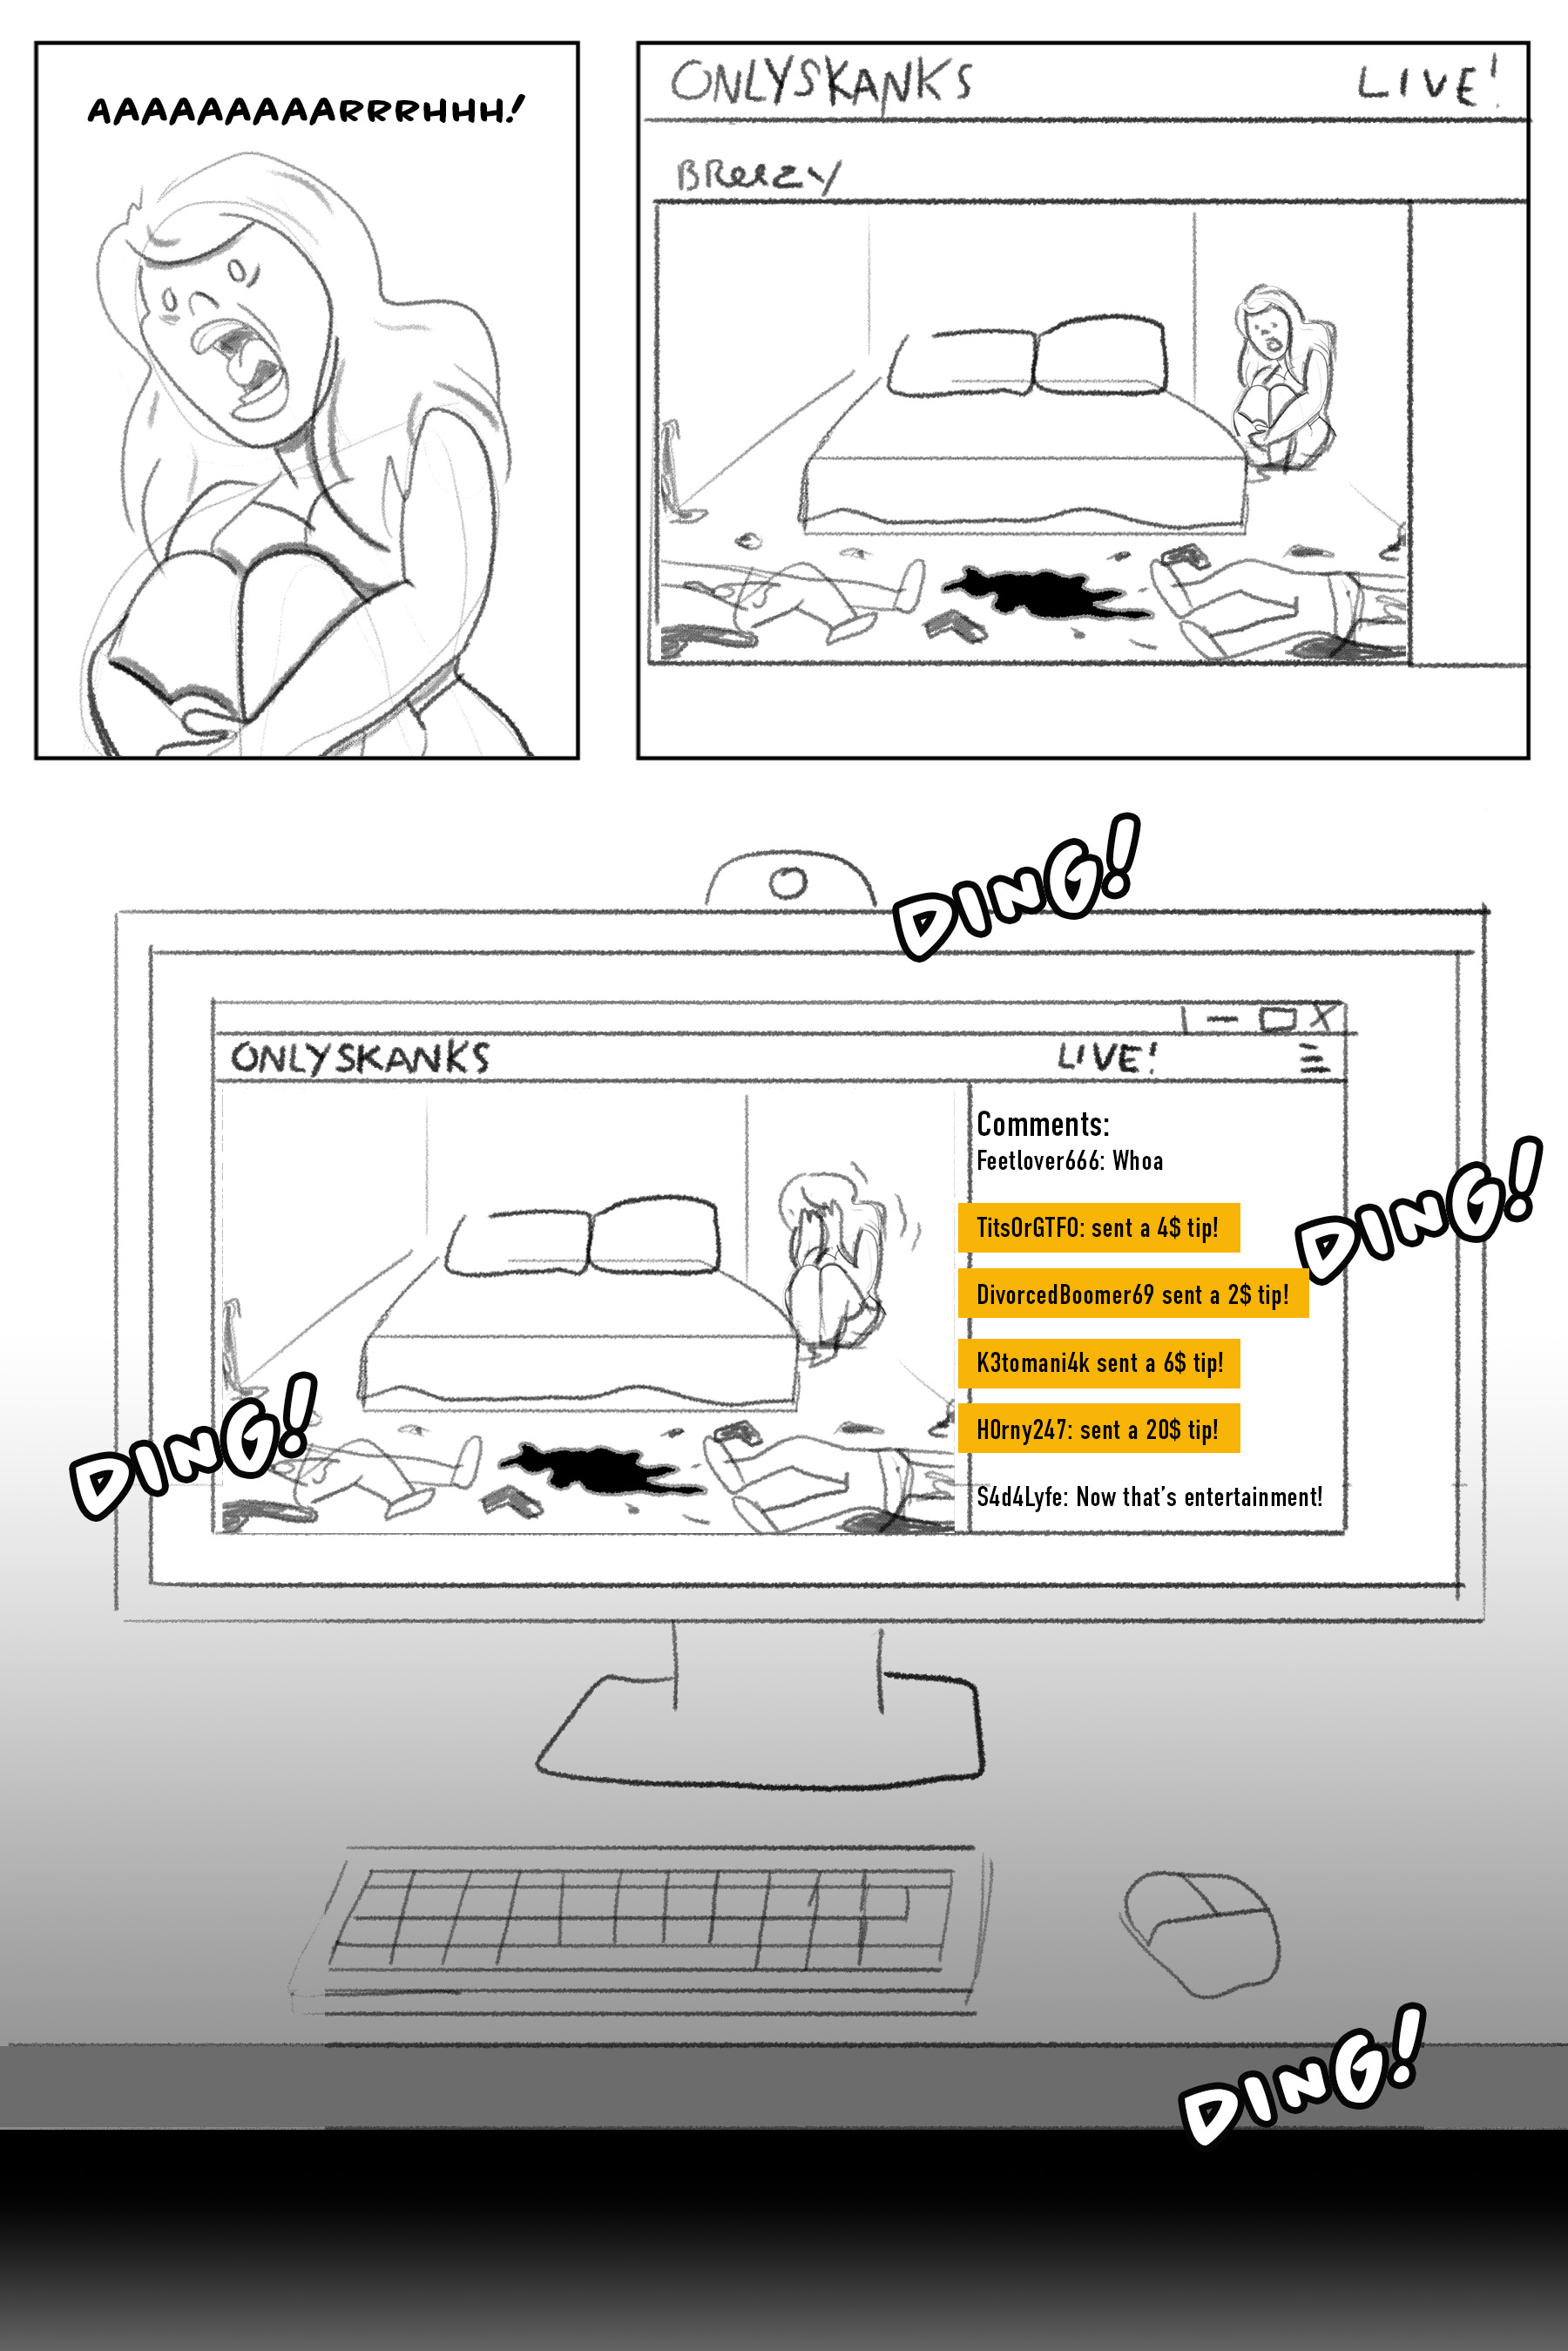 AAAAAAAAARRRHHH!
ONLYSKANKS
LIVE!
BReezy
DING!
ONLYSKANKS
LIVE!
Comments:
Feetlover666: Whoa
TitsOrGTFO: sent a 4$ tip!
DING!
DivorcedBoomer69 sent a 2$ tip!
K3tomani4k sent a 6$ tip!
H0rny247: sent a 20$ tip!
DING!
S4d4Lyfe: Now that's entertainment!
DING!